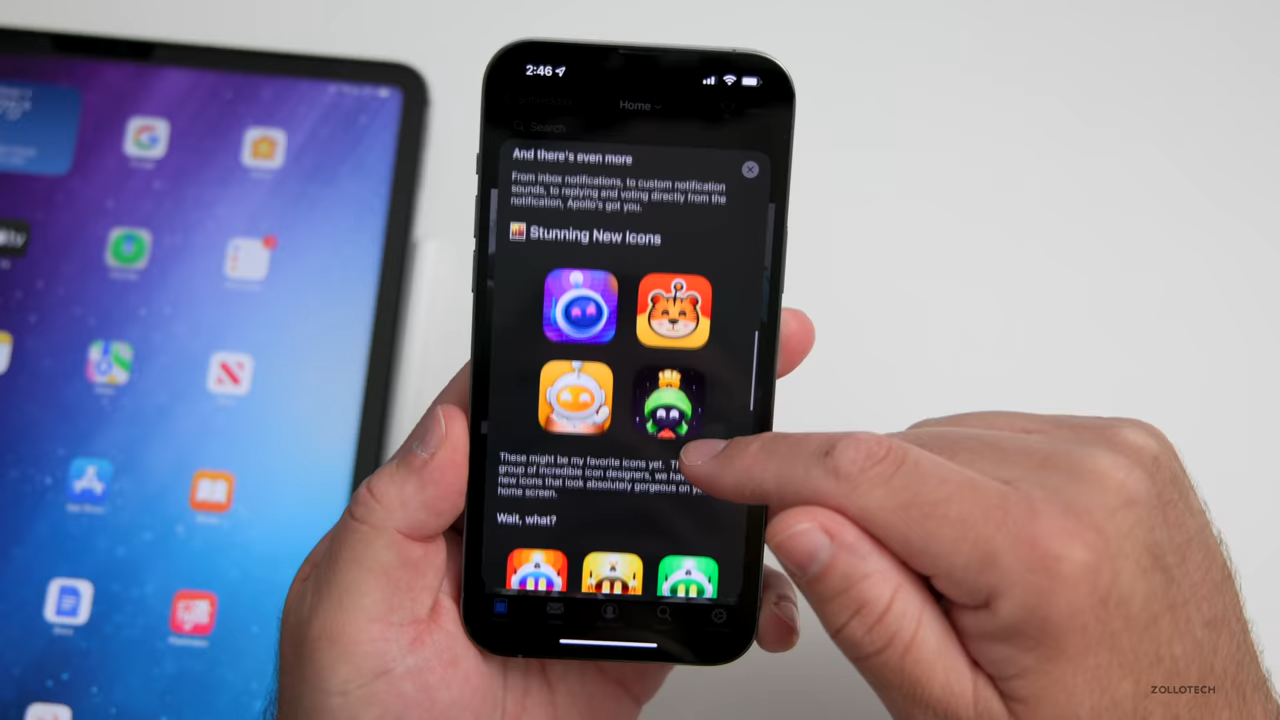 2:46
Home
Search
And there's even more
From inbox notifications, to custom notification
sounds, to replying and voting directly from the
notification, Apollo's got you.
Stunning New Icons
These might be my favorite icons yet.
group of incredible icon designers, we
new icons that look absolutely gorgeous on
home screen.
Wait, what?
App Store
ZOLLOTECH